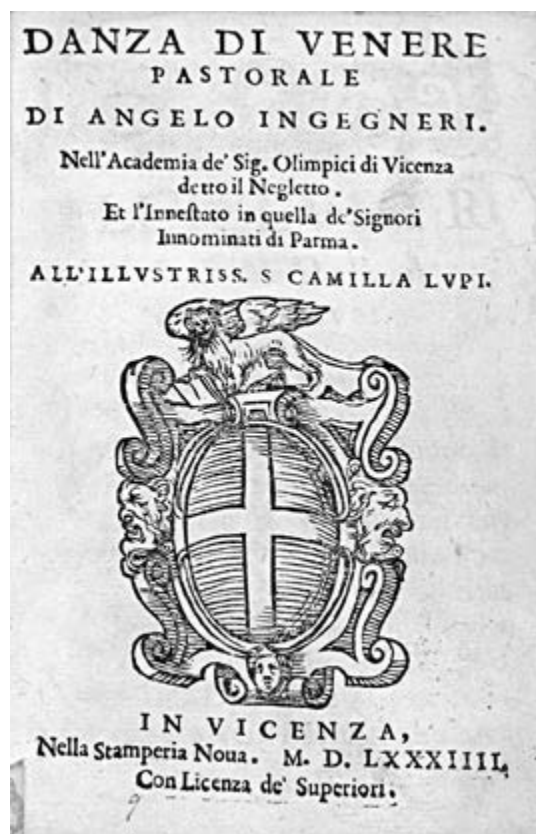 DANZA DI VENERE
PASTORALE
DI ANGELO INGEGNERI.
Nell'Academia de' Sig. Olimpici di Vicenza
detto il Negletto.
Et l'Inneſtato in quella de'Signori
Innominati di Parma.
ALL'ILLVSTRISS. S CAMILLA LVPI.
IN VICENZA,
Nella Stamperia Noua. M. D. LXXXIIII.
Con Licenza de' Superiori.